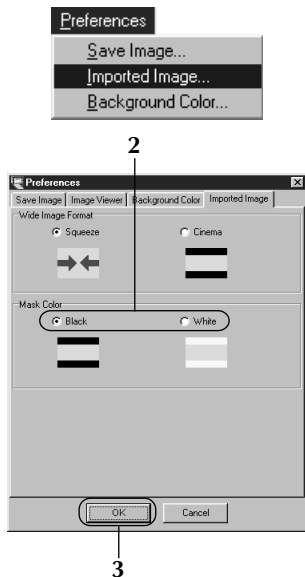 Preferences
Save Image...
Imported Image...
Background Color...
2
Preferences
Save Image Image Viewer Background Color Imported Image
Wide Image Format
Squeeze Cinema
Mask Color
Black White
OK Cancel
3